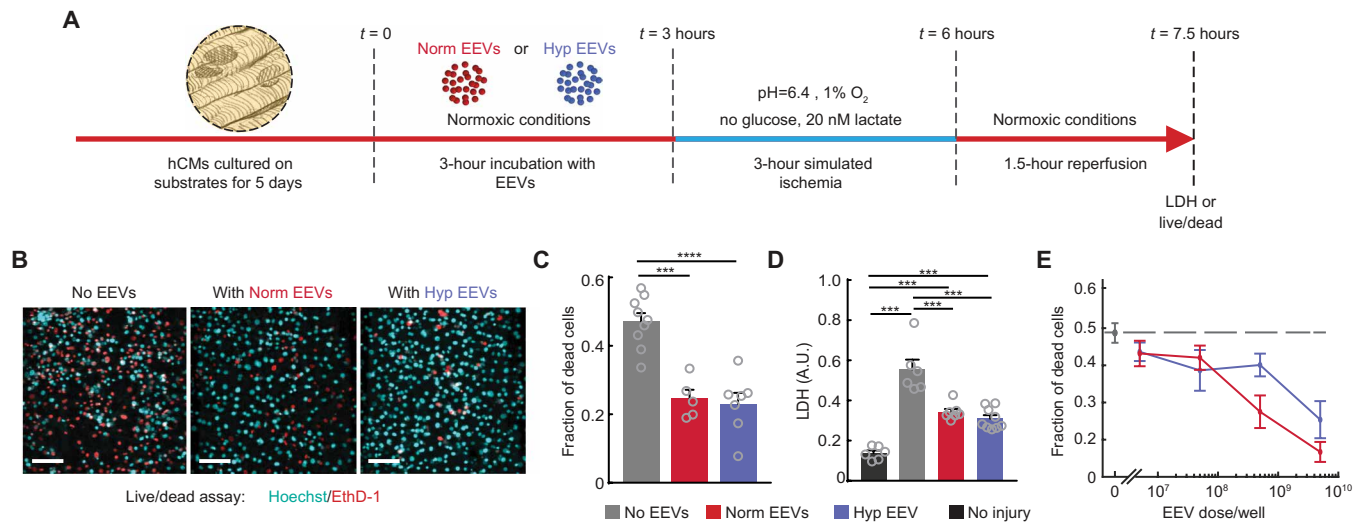 A
t = 0
Norm EEVs or Hyp EEVs
t = 3 hours
t = 6 hours
t = 7.5 hours
pH=6.4 , 1% O2
Normoxic conditions
no glucose, 20 nM lactate
Normoxic conditions
hCMs cultured on
substrates for 5 days
3-hour incubation with
EEVs
3-hour simulated
ischemia
1.5-hour reperfusion
LDH or
live/dead
B
No EEVs
With Norm EEVs
With Hyp EEVs
Live/dead assay: Hoechst/EthD-1
C
Fraction of dead cells
0.6
0.4
0.2
0
****
***
D
LDH (A.U.)
1.0
0.8
0.6
0.4
0.2
0
***
***
***
***
***
No EEVs
Norm EEVs
Hyp EEV
No injury
E
Fraction of dead cells
0.6
0.5
0.4
0.3
0.2
0.1
0
0
10^7
10^8
10^9
10^10
EEV dose/well